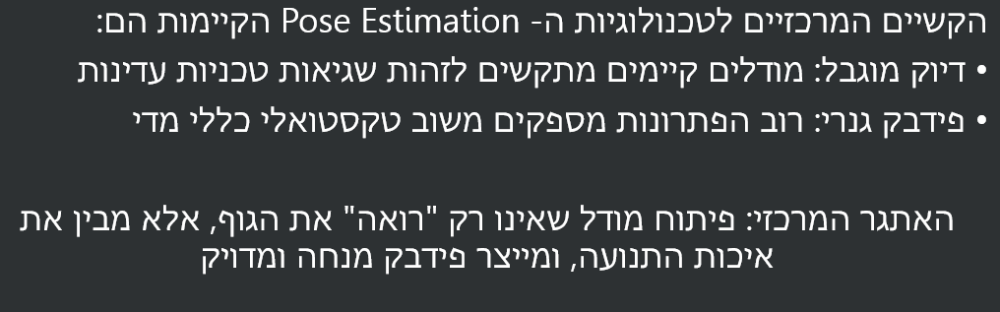 הקשיים המרכזיים לטכנולוגיות ה- Pose Estimation הקיימות הם:
• דיוק מוגבל: מודלים קיימים מתקשים לזהות שגיאות טכניות עדינות
• פידבק גנרי: רוב הפתרונות מספקים משוב טקסטואלי כללי מדי
האתגר המרכזי: פיתוח מודל שאינו רק "רואה" את הגוף, אלא מבין את
איכות התנועה, ומייצר פידבק מנחה ומדויק